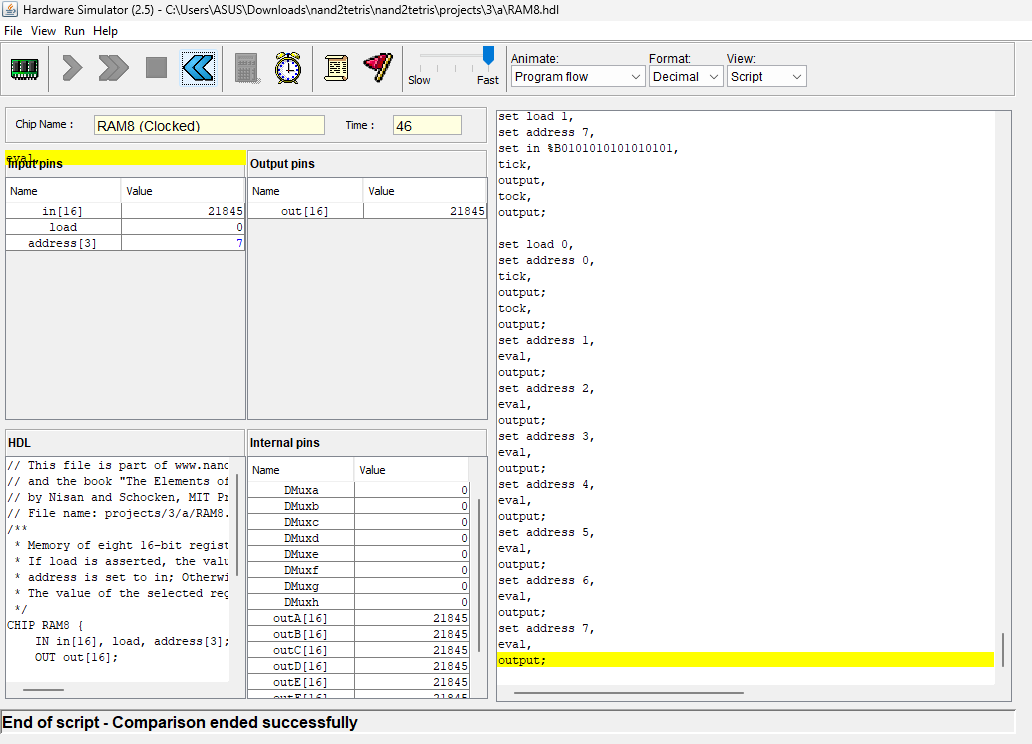 Hardware Simulator (2.5) - C:\Users\ASUS\Downloads\nand2tetris\nand2tetris\projects\3\a\RAM8.hdl
File View Run Help
Slow Fast
Animate: Format: View:
Program flow Decimal Script
Chip Name : RAM8 (Clocked) Time : 46
eval,
Input pins
Name Value
in[16] 21845
load 0
address[3] 7
Output pins
Name Value
out[16] 21845
HDL
// This file is part of www.nand
// and the book "The Elements of
// by Nisan and Schocken, MIT Pr
// File name: projects/3/a/RAM8.
/**
* Memory of eight 16-bit regist
* If load is asserted, the valu
* address is set to in; Otherwi
* The value of the selected reg
*/
CHIP RAM8 {
IN in[16], load, address[3];
OUT out[16];
Internal pins
Name Value
DMuxa 0
DMuxb 0
DMuxc 0
DMuxd 0
DMuxe 0
DMuxf 0
DMuxg 0
DMuxh 0
outA[16] 21845
outB[16] 21845
outC[16] 21845
outD[16] 21845
outE[16] 21845
outF[16] 21845
set load 1,
set address 7,
set in %B0101010101010101,
tick,
output,
tock,
output;
set load 0,
set address 0,
tick,
output;
tock,
output;
set address 1,
eval,
output;
set address 2,
eval,
output;
set address 3,
eval,
output;
set address 4,
eval,
output;
set address 5,
eval,
output;
set address 6,
eval,
output;
set address 7,
eval,
output;
End of script - Comparison ended successfully